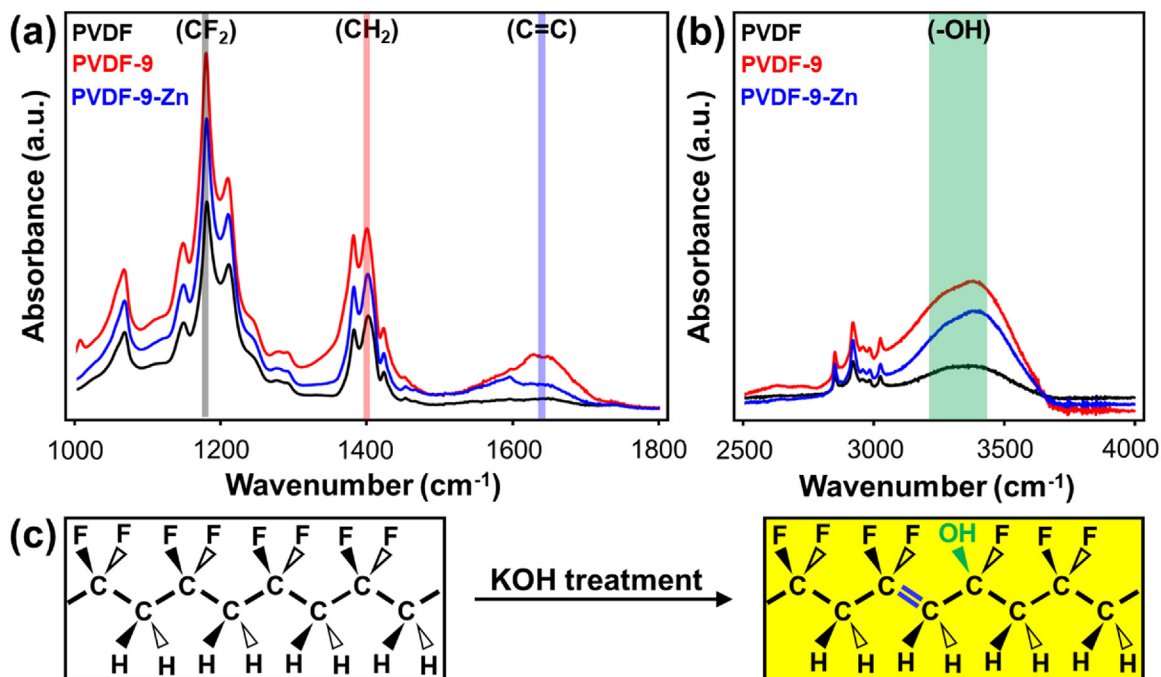 (a) PVDF (CF₂) (CH₂) (C=C)
PVDF-9
PVDF-9-Zn
Absorbance (a.u.)
1000 1200 1400 1600 1800
Wavenumber (cm⁻¹)
(b) PVDF (-OH)
PVDF-9
PVDF-9-Zn
Absorbance (a.u.)
2500 3000 3500 4000
Wavenumber (cm⁻¹)
(c)
F F F F F F F F
C C C C
C C C C
H H H H H H H H
KOH treatment
F F F F OH F F F
C C C C
C C C C
H H H H H H H